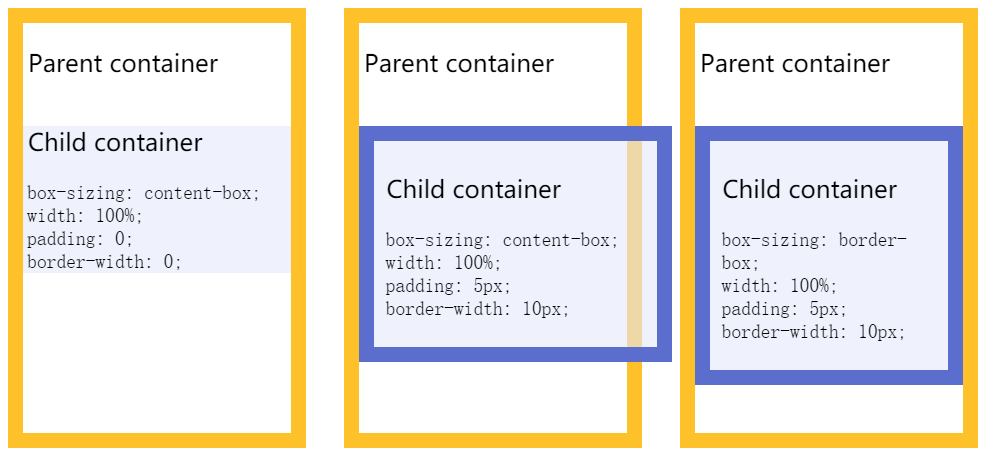 Parent container
Child container
box-sizing: content-box;
width: 100%;
padding: 0;
border-width: 0;
Parent container
Child container
box-sizing: content-box;
width: 100%;
padding: 5px;
border-width: 10px;
Parent container
Child container
box-sizing: border-
box;
width: 100%;
padding: 5px;
border-width: 10px;